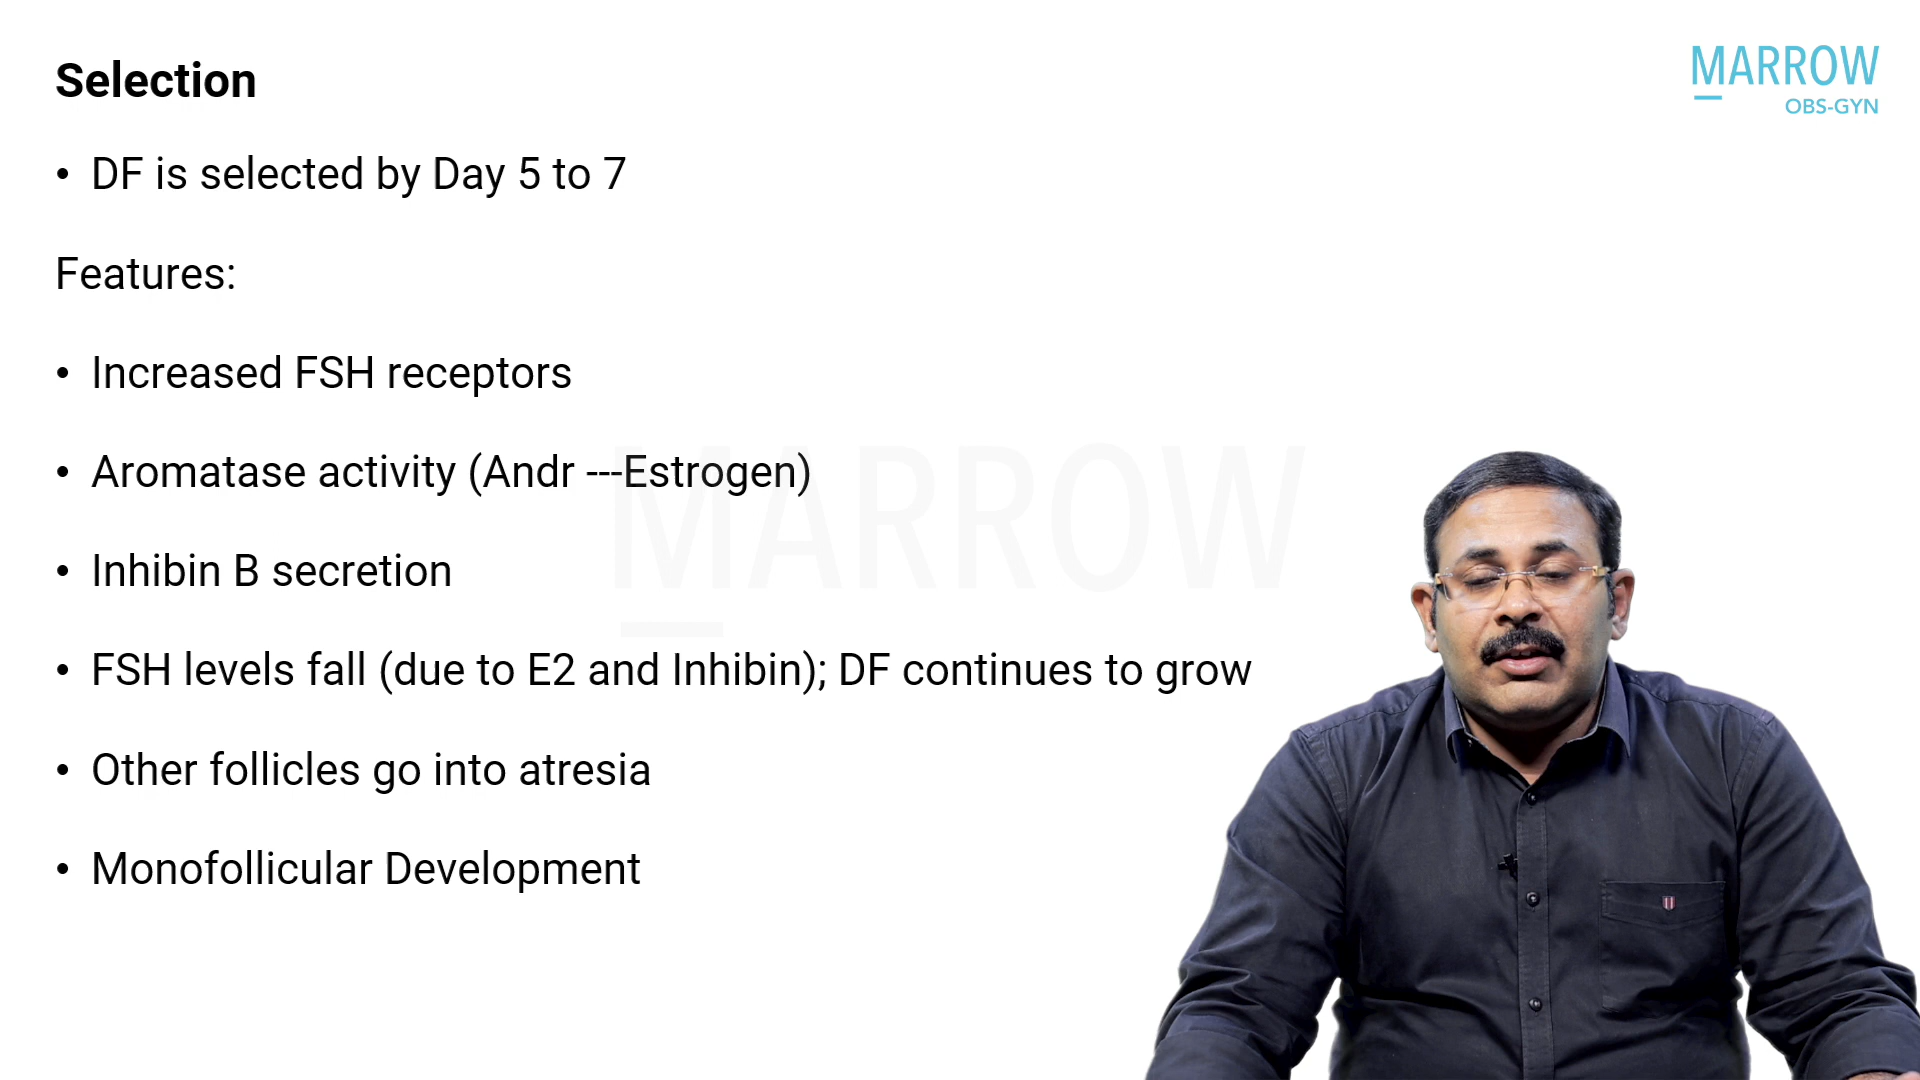 Selection
MARROW
OBS-GYN
• DF is selected by Day 5 to 7
Features:
• Increased FSH receptors
• Aromatase activity (Andr ---Estrogen)
• Inhibin B secretion
MARROW
• FSH levels fall (due to E2 and Inhibin); DF continues to grow
• Other follicles go into atresia
• Monofollicular Development